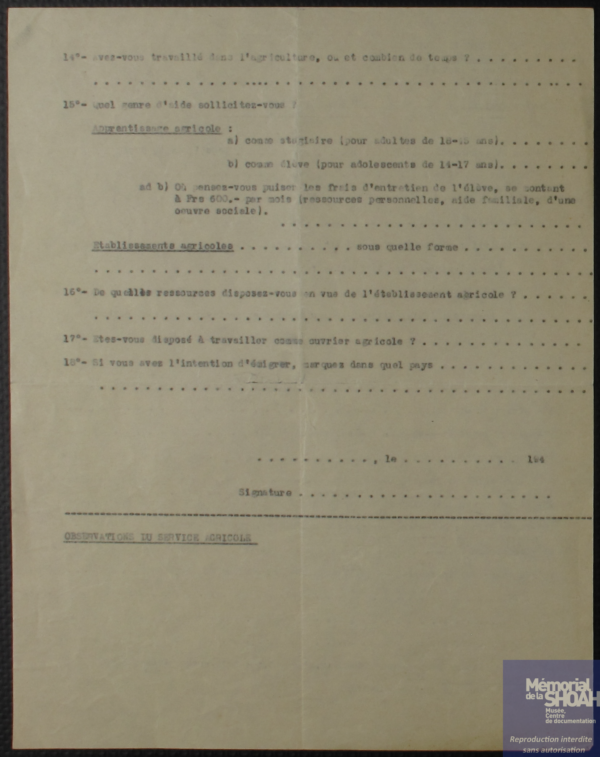 14°- Avez-vous travaillé dans l'agriculture, où et combien de temps ? . . . . . . . . .
. . . . . . . . . . . . . . . . . . . . . . . . . . . . . . . . . . . . . . . .
15°- Quel genre d'aide sollicitez-vous ?
Apprentissage agricole :
a) comme stagiaire (pour adultes de 18-35 ans). . . . . . . .
b) comme élève (pour adolescents de 14-17 ans). . . . . . . .
ad b) Où pensez-vous puiser les frais d'entretien de l'élève, se montant
à Frs 600.- par mois (ressources personnelles, aide familiale, d'une
oeuvre sociale).
. . . . . . . . . . . . . . . . . . . . . . . . . .
Etablissements agricoles . . . . . . . . . . sous quelle forme . . . . . . . . . . .
. . . . . . . . . . . . . . . . . . . . . . . . . . . . . . . . . . . . . . . .
16°- De quelles ressources disposez-vous en vue de l'établissement agricole ? . . . . . .
. . . . . . . . . . . . . . . . . . . . . . . . . . . . . . . . . . . . . . . .
17°- Etes-vous disposé à travailler comme ouvrier agricole ? . . . . . . . . . . . . . .
18°- Si vous avez l'intention d'émigrer, marquez dans quel pays . . . . . . . . . . . . .
. . . . . . . . . . . . . . . . . . . . . . . . . . . . . . . . . . . . . . . .
. . . . . . . . . . , le . . . . . . . . . . 194
Signature . . . . . . . . . . . . . . . . . . . . . . .
OBSERVATIONS DU SERVICE AGRICOLE
Mémorial
de la SHOAH
Musée,
Centre
de documentation
Reproduction interdite
sans autorisation